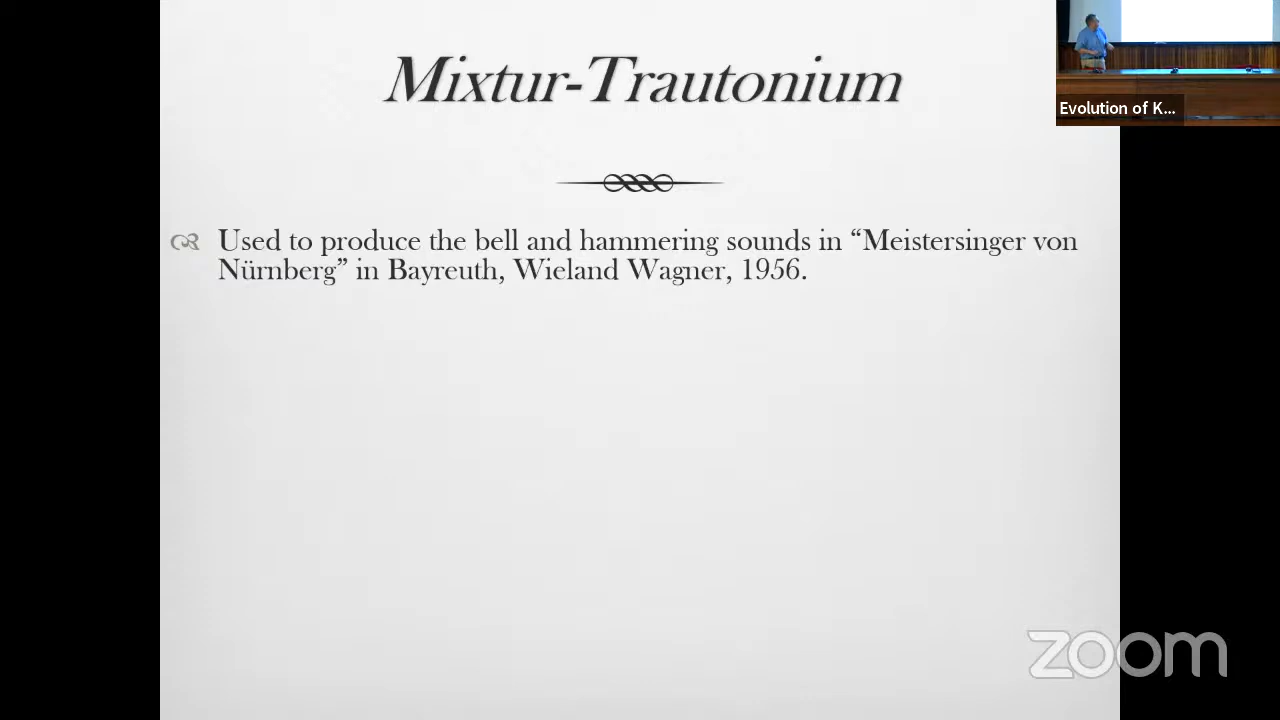 Mixtur-Trautonium
Evolution of K...
Used to produce the bell and hammering sounds in “Meistersinger von
Nürnberg” in Bayreuth, Wieland Wagner, 1956.
zoom